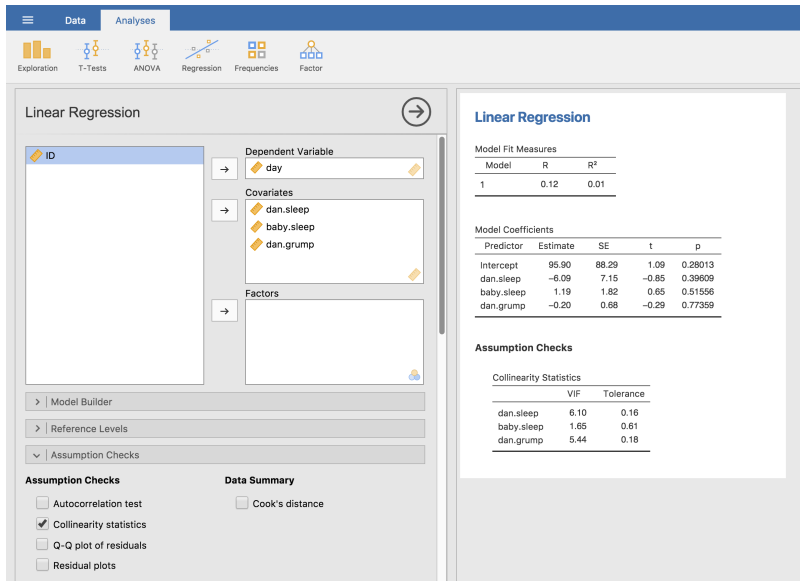 Data Analyses
Exploration T-Tests ANOVA Regression Frequencies Factor
Linear Regression
ID
Dependent Variable
day
Covariates
dan.sleep
baby.sleep
dan.grump
Factors
Model Builder
Reference Levels
Assumption Checks
Assumption Checks
Data Summary
Autocorrelation test
Cook's distance
Collinearity statistics
Q-Q plot of residuals
Residual plots
Linear Regression
Model Fit Measures
Model R R²
1 0.12 0.01
Model Coefficients
Predictor Estimate SE t p
Intercept 95.90 88.29 1.09 0.28013
dan.sleep −6.09 7.15 −0.85 0.39609
baby.sleep 1.19 1.82 0.65 0.51556
dan.grump −0.20 0.68 −0.29 0.77359
Assumption Checks
Collinearity Statistics
VIF Tolerance
dan.sleep 6.10 0.16
baby.sleep 1.65 0.61
dan.grump 5.44 0.18